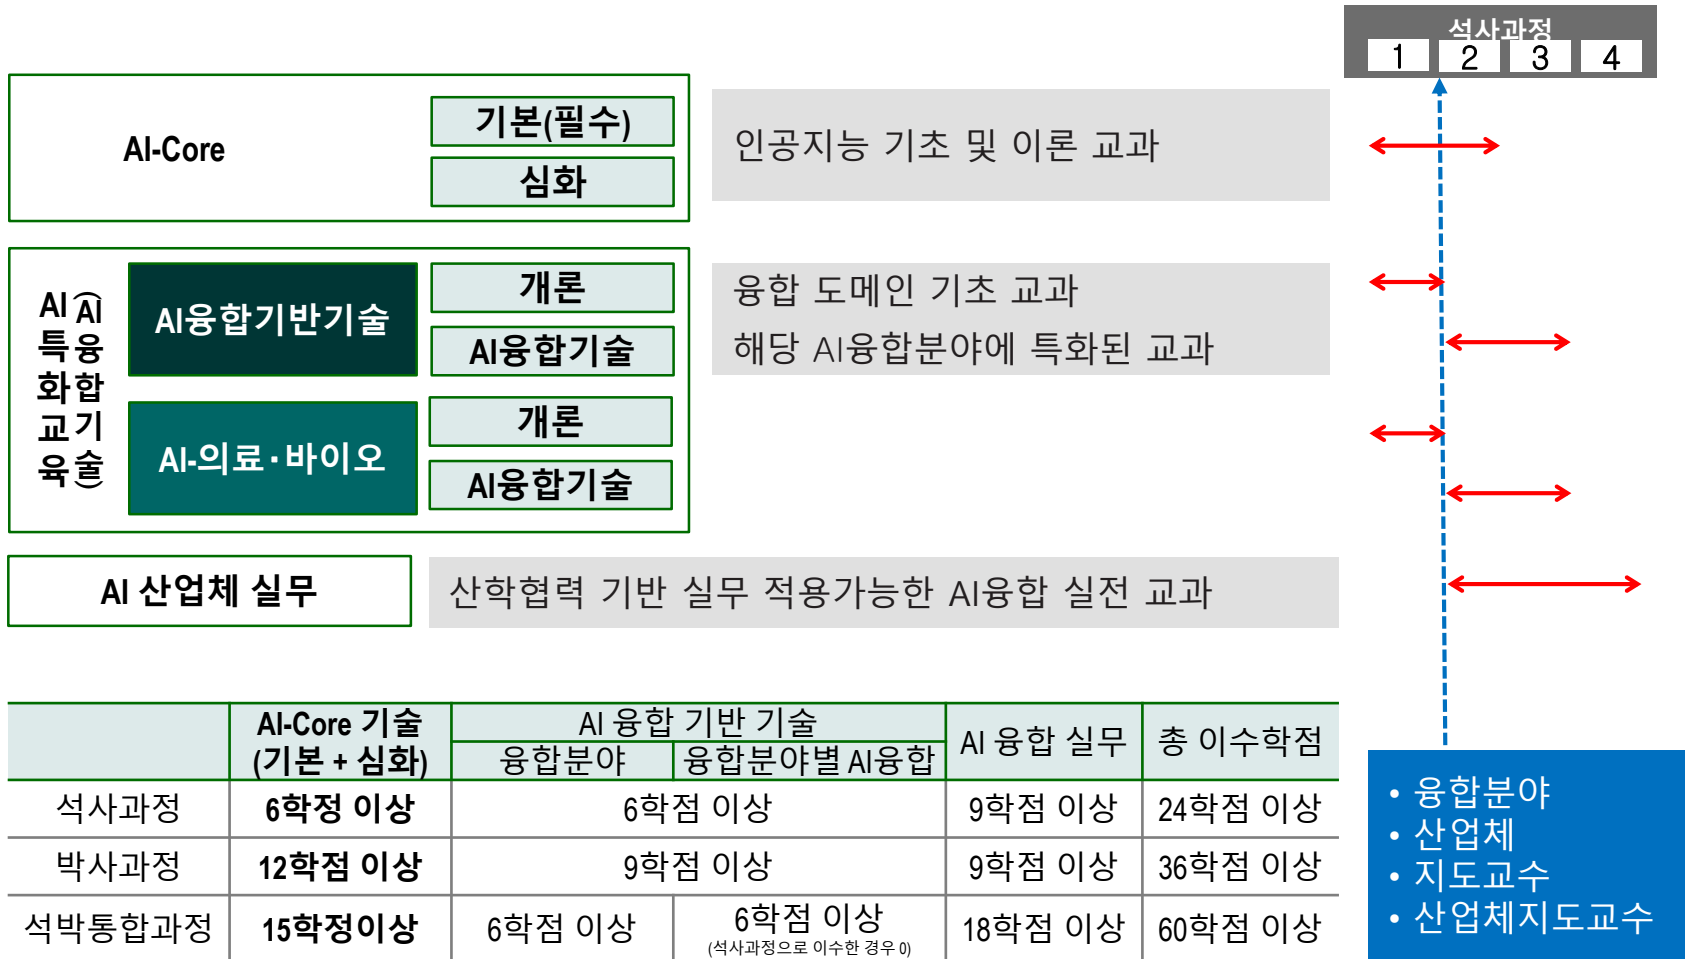 석사과정
1 2 3 4
AI-Core
기본(필수)
심화
인공지능 기초 및 이론 교과
AI특화교육
(AI융합기술)
AI융합기반기술
개론
AI융합기술
융합 도메인 기초 교과
해당 AI융합분야에 특화된 교과
AI-의료·바이오
개론
AI융합기술
AI 산업체 실무
산학협력 기반 실무 적용가능한 AI융합 실전 교과
AI-Core 기술
(기본 + 심화)
AI 융합 기반 기술
융합분야 융합분야별 AI융합
AI 융합 실무
총 이수학점
석사과정 6학정 이상 6학점 이상 9학점 이상 24학점 이상
박사과정 12학점 이상 9학점 이상 9학점 이상 36학점 이상
석박통합과정 15학정이상 6학점 이상 6학점 이상 18학점 이상 60학점 이상
(석사과정으로 이수한 경우 0)
• 융합분야
• 산업체
• 지도교수
• 산업체지도교수